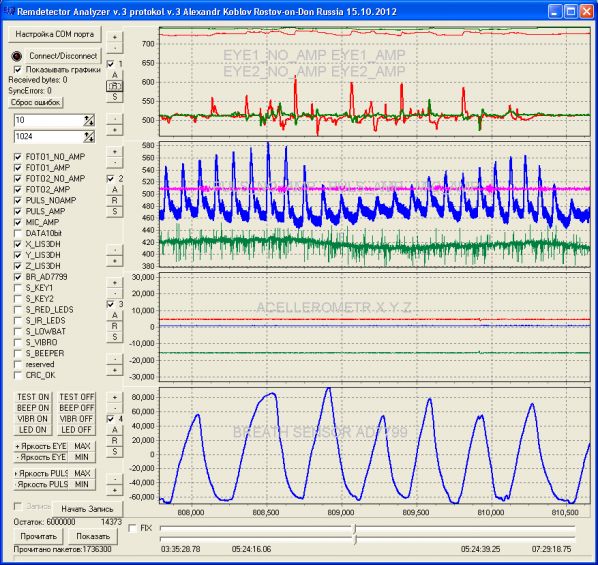 Remdetector Analyzer v.3 protokol v.3 Alexandr Koblov Rostov-on-Don Russia 15.10.2012
Настройка COM порта
Connect/Disconnect
Показывать графики
Received bytes: 0
SyncErrors: 0
Сброс ошибок
10
1024
FOTO1_NO_AMP
FOTO1_AMP
FOTO2_NO_AMP
FOTO2_AMP
PULS_NOAMP
PULS_AMP
MIC_AMP
DATA10bit
X_LIS3DH
Y_LIS3DH
Z_LIS3DH
BR_AD7799
S_KEY1
S_KEY2
S_RED_LEDS
S_IR_LEDS
S_LOWBAT
S_VIBRO
S_BEEPER
reserved
CRC_OK
TEST ON TEST OFF
BEEP ON BEEP OFF
VIBR ON VIBR OFF
LED ON LED OFF
+ Яркость EYE MAX
- Яркость EYE MIN
+ Яркость PULS MAX
- Яркость PULS MIN
Запись
Начать Запись
Остаток: 6000000 14373
Прочитать Показать
Прочитано пакетов:1736300
+
-
1
A
R
S
-
+
+
-
2
A
R
S
-
+
+
-
3
A
R
S
-
+
+
-
4
A
R
S
-
+
700
650
600
550
500
EYE1_NO_AMP EYE1_AMP
EYE2_NO_AMP EYE2_AMP
580
560
540
520
500
480
460
440
420
400
380
30,000
20,000
10,000
0
-10,000
-20,000
-30,000
ACELLEROMETR X Y Z
80,000
60,000
40,000
20,000
0
-20,000
-40,000
-60,000
BREATH SENSOR AD7799
808,000 808,500 809,000 809,500 810,000 810,500
FIX
03:35:28.78 05:24:16.06 05:24:39.25 07:29:18.75